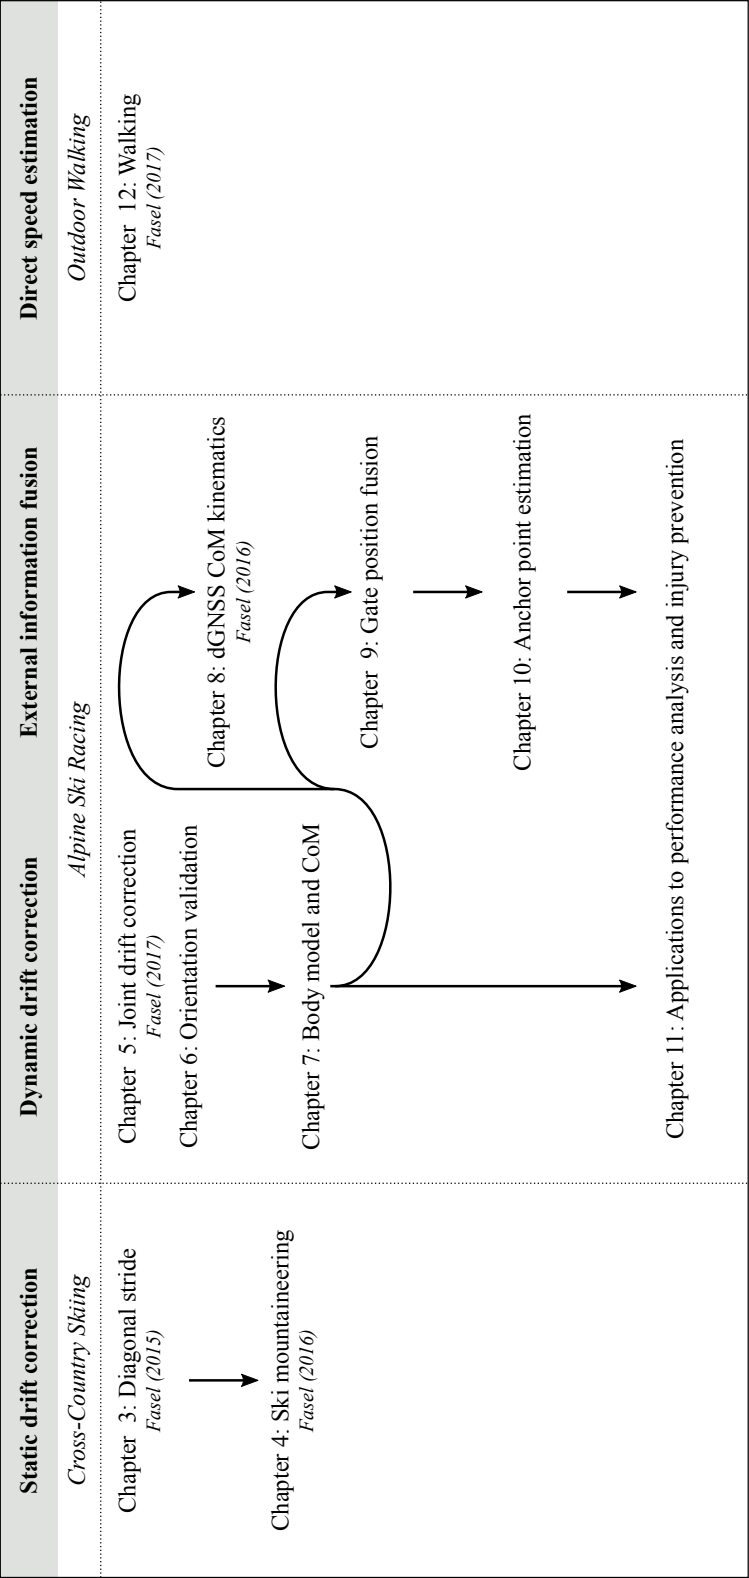 Static drift correction
Dynamic drift correction
External information fusion
Direct speed estimation
Cross-Country Skiing
Alpine Ski Racing
Outdoor Walking
Chapter 3: Diagonal stride
Fasel (2015)
Chapter 4: Ski mountaineering
Fasel (2016)
Chapter 5: Joint drift correction
Fasel (2017)
Chapter 6: Orientation validation
Chapter 7: Body model and CoM
Chapter 8: dGNSS CoM kinematics
Fasel (2016)
Chapter 9: Gate position fusion
Chapter 10: Anchor point estimation
Chapter 11: Applications to performance analysis and injury prevention
Chapter 12: Walking
Fasel (2017)